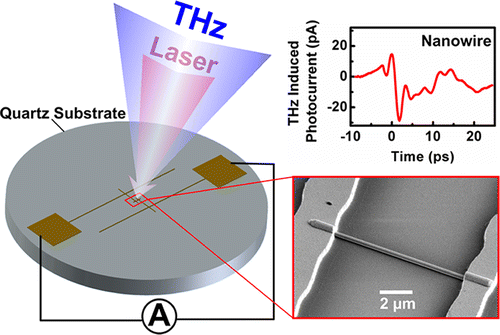 THz
Laser
Quartz Substrate
A
THz Induced
Photocurrent (pA)
20
0
-20
Nanowire
-10
0
10
20
Time (ps)
2 μm